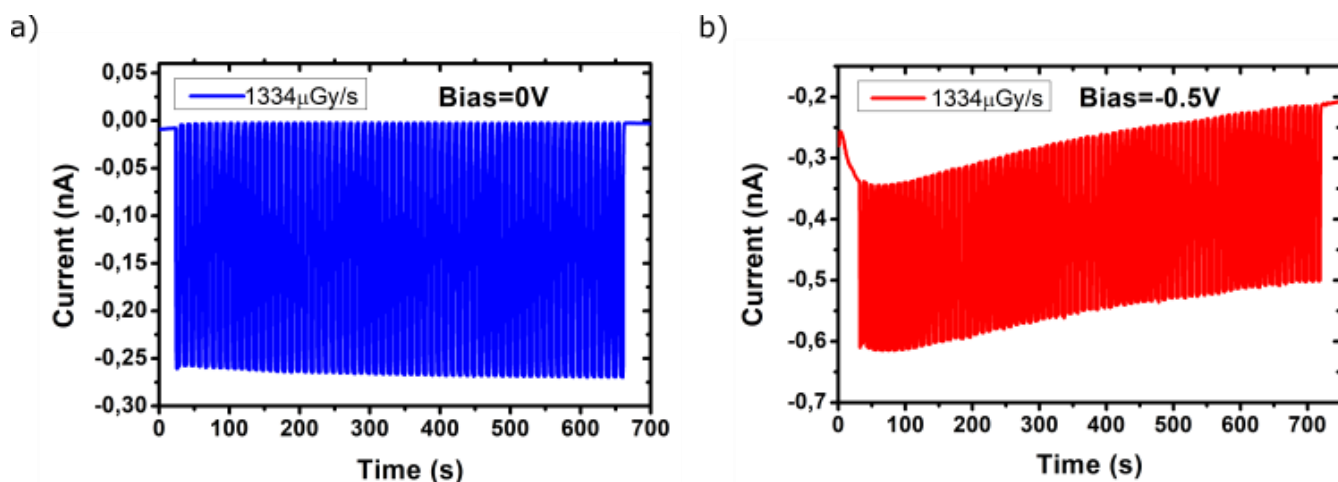 a)
0,05
0,00
-0,05
-0,10
-0,15
-0,20
-0,25
-0,30
Current (nA)
1334μGy/s
Bias=0V
0 100 200 300 400 500 600 700
Time (s)
b)
-0,2
-0,3
-0,4
-0,5
-0,6
-0,7
Current (nA)
1334μGy/s
Bias=-0.5V
0 100 200 300 400 500 600 700
Time (s)